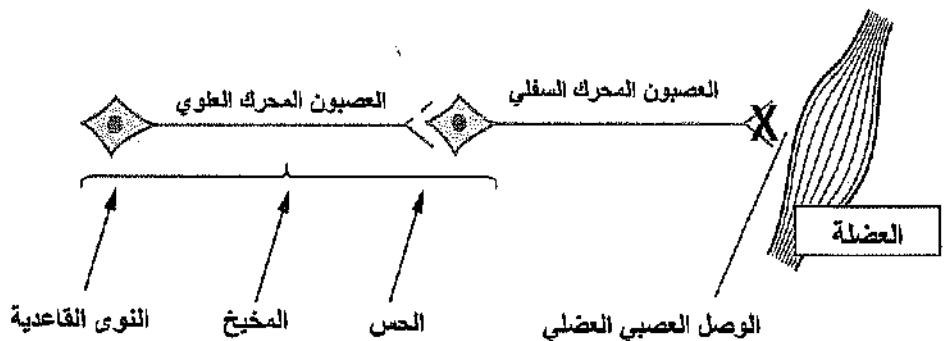 العصبون المحرك السفلي
العصبون المحرك العلوي
X
العضلة
الوصل العصبي العضلي
الحس
المخيخ
النوى القاعدية